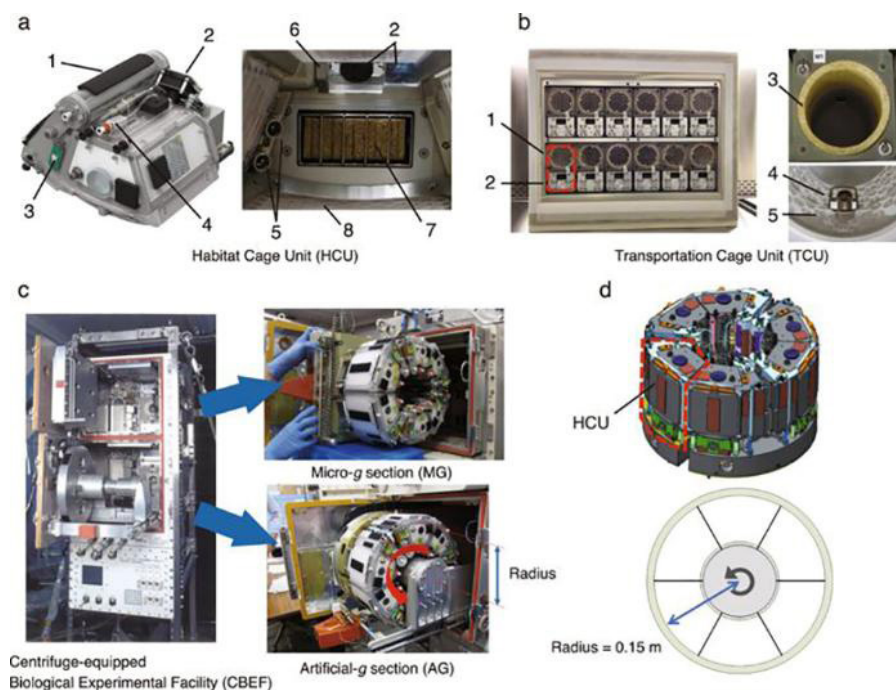 a
1
2
6
2
3
4
5
8
7
Habitat Cage Unit (HCU)
b
1
2
3
4
5
Transportation Cage Unit (TCU)
c
Micro-g section (MG)
Radius
Artificial-g section (AG)
Centrifuge-equipped
Biological Experimental Facility (CBEF)
d
HCU
Radius = 0.15 m